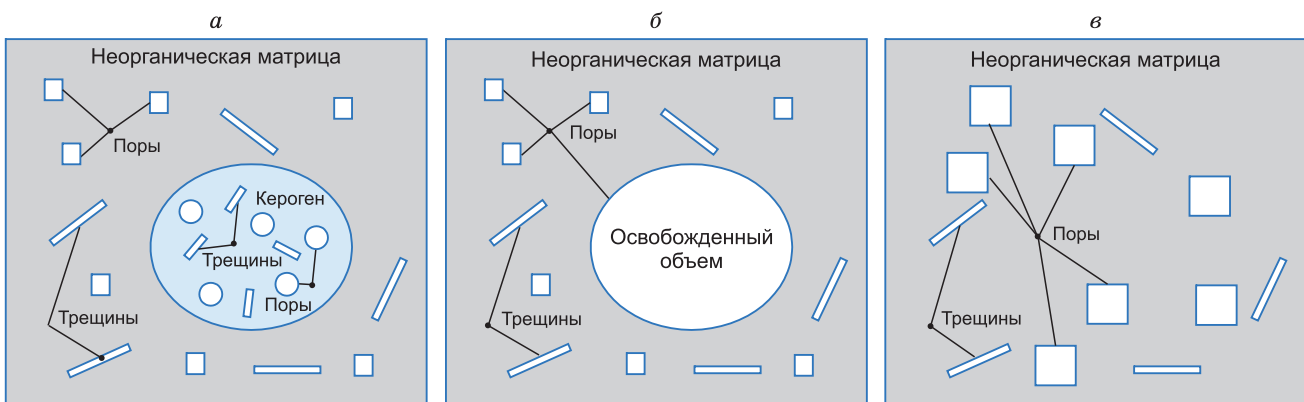 а
Неорганическая матрица
Поры
Кероген
Трещины
Поры
Трещины
б
Неорганическая матрица
Поры
Освобожденный
объем
Трещины
в
Неорганическая матрица
Поры
Трещины